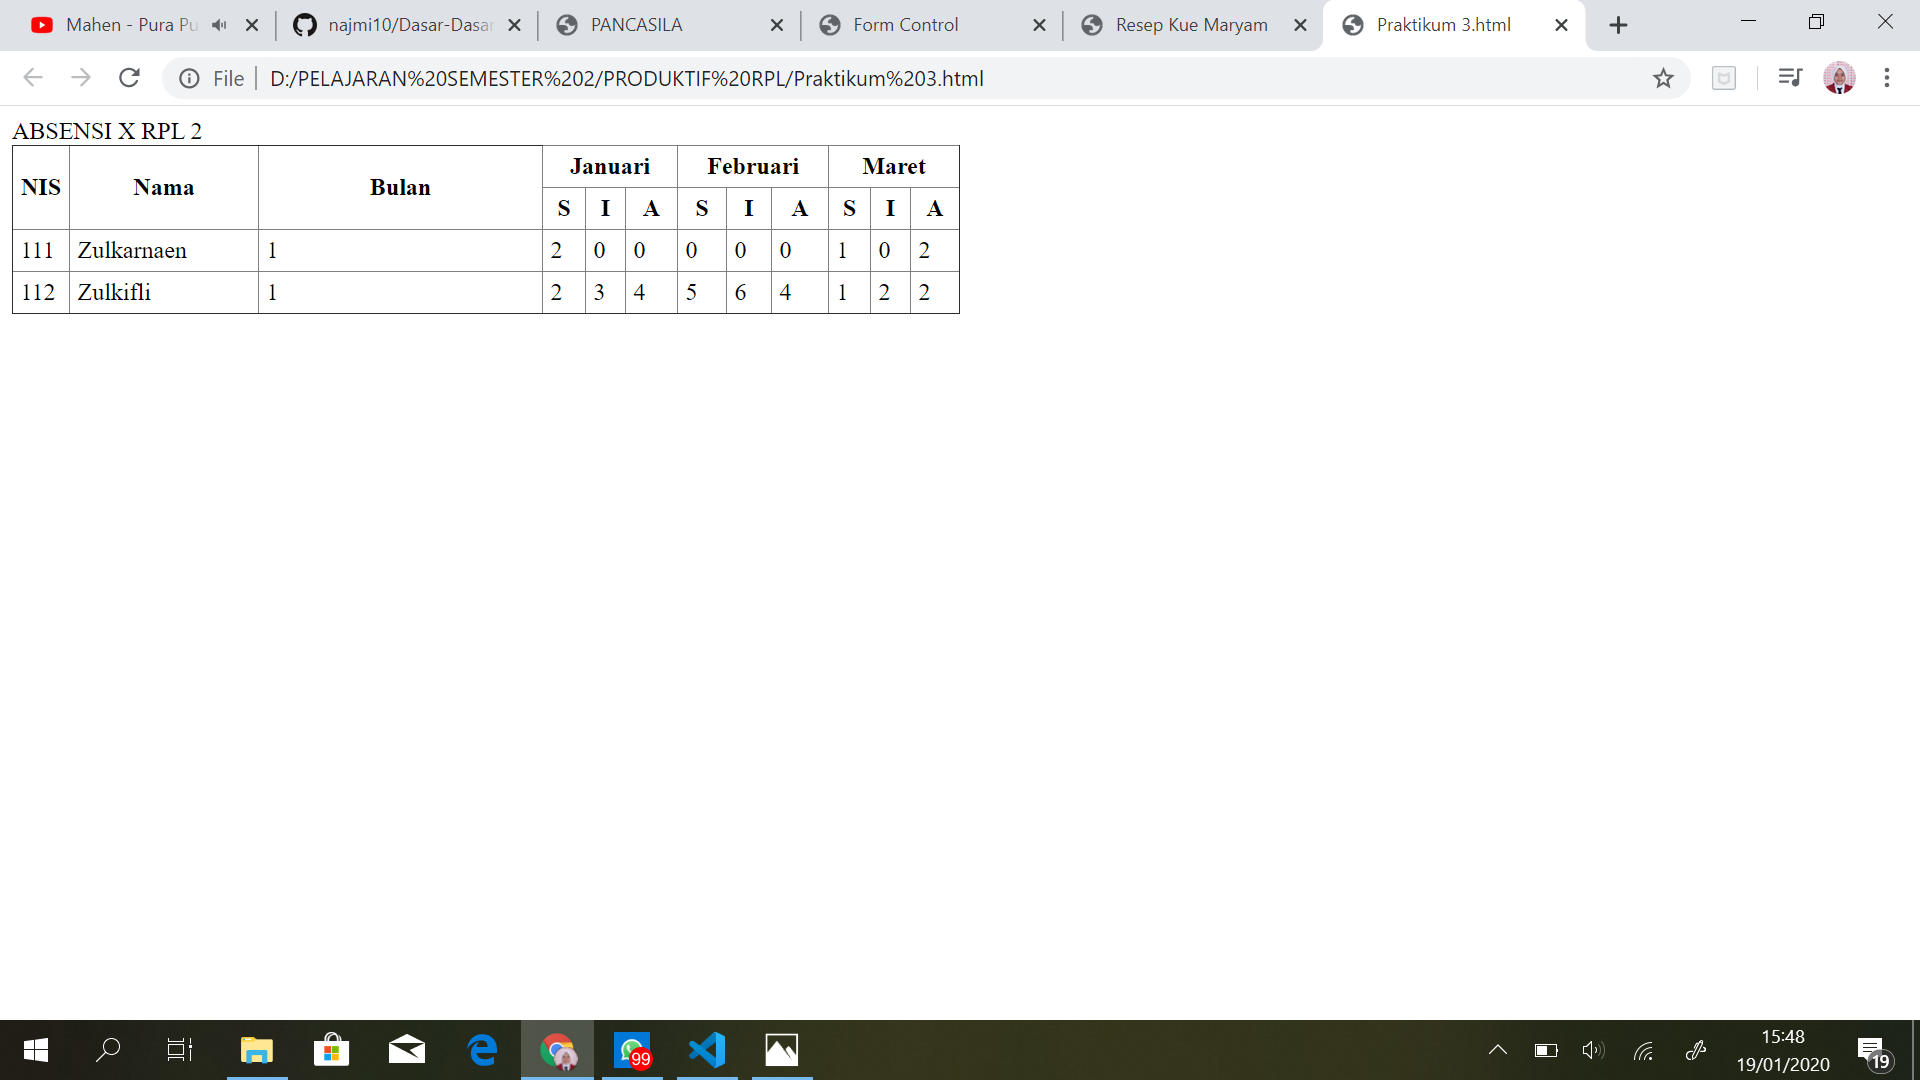 Mahen - Pura Pu
najmi10/Dasar-Dasar
PANCASILA
Form Control
Resep Kue Maryam
Praktikum 3.html
File
D:/PELAJARAN%20SEMESTER%202/PRODUKTIF%20RPL/Praktikum%203.html
ABSENSI X RPL 2
NIS Nama Bulan Januari Februari Maret
S I A S I A S I A
111 Zulkarnaen 1 2 0 0 0 0 0 1 0 2
112 Zulkifli 1 2 3 4 5 6 4 1 2 2
99
15:48
19/01/2020
19